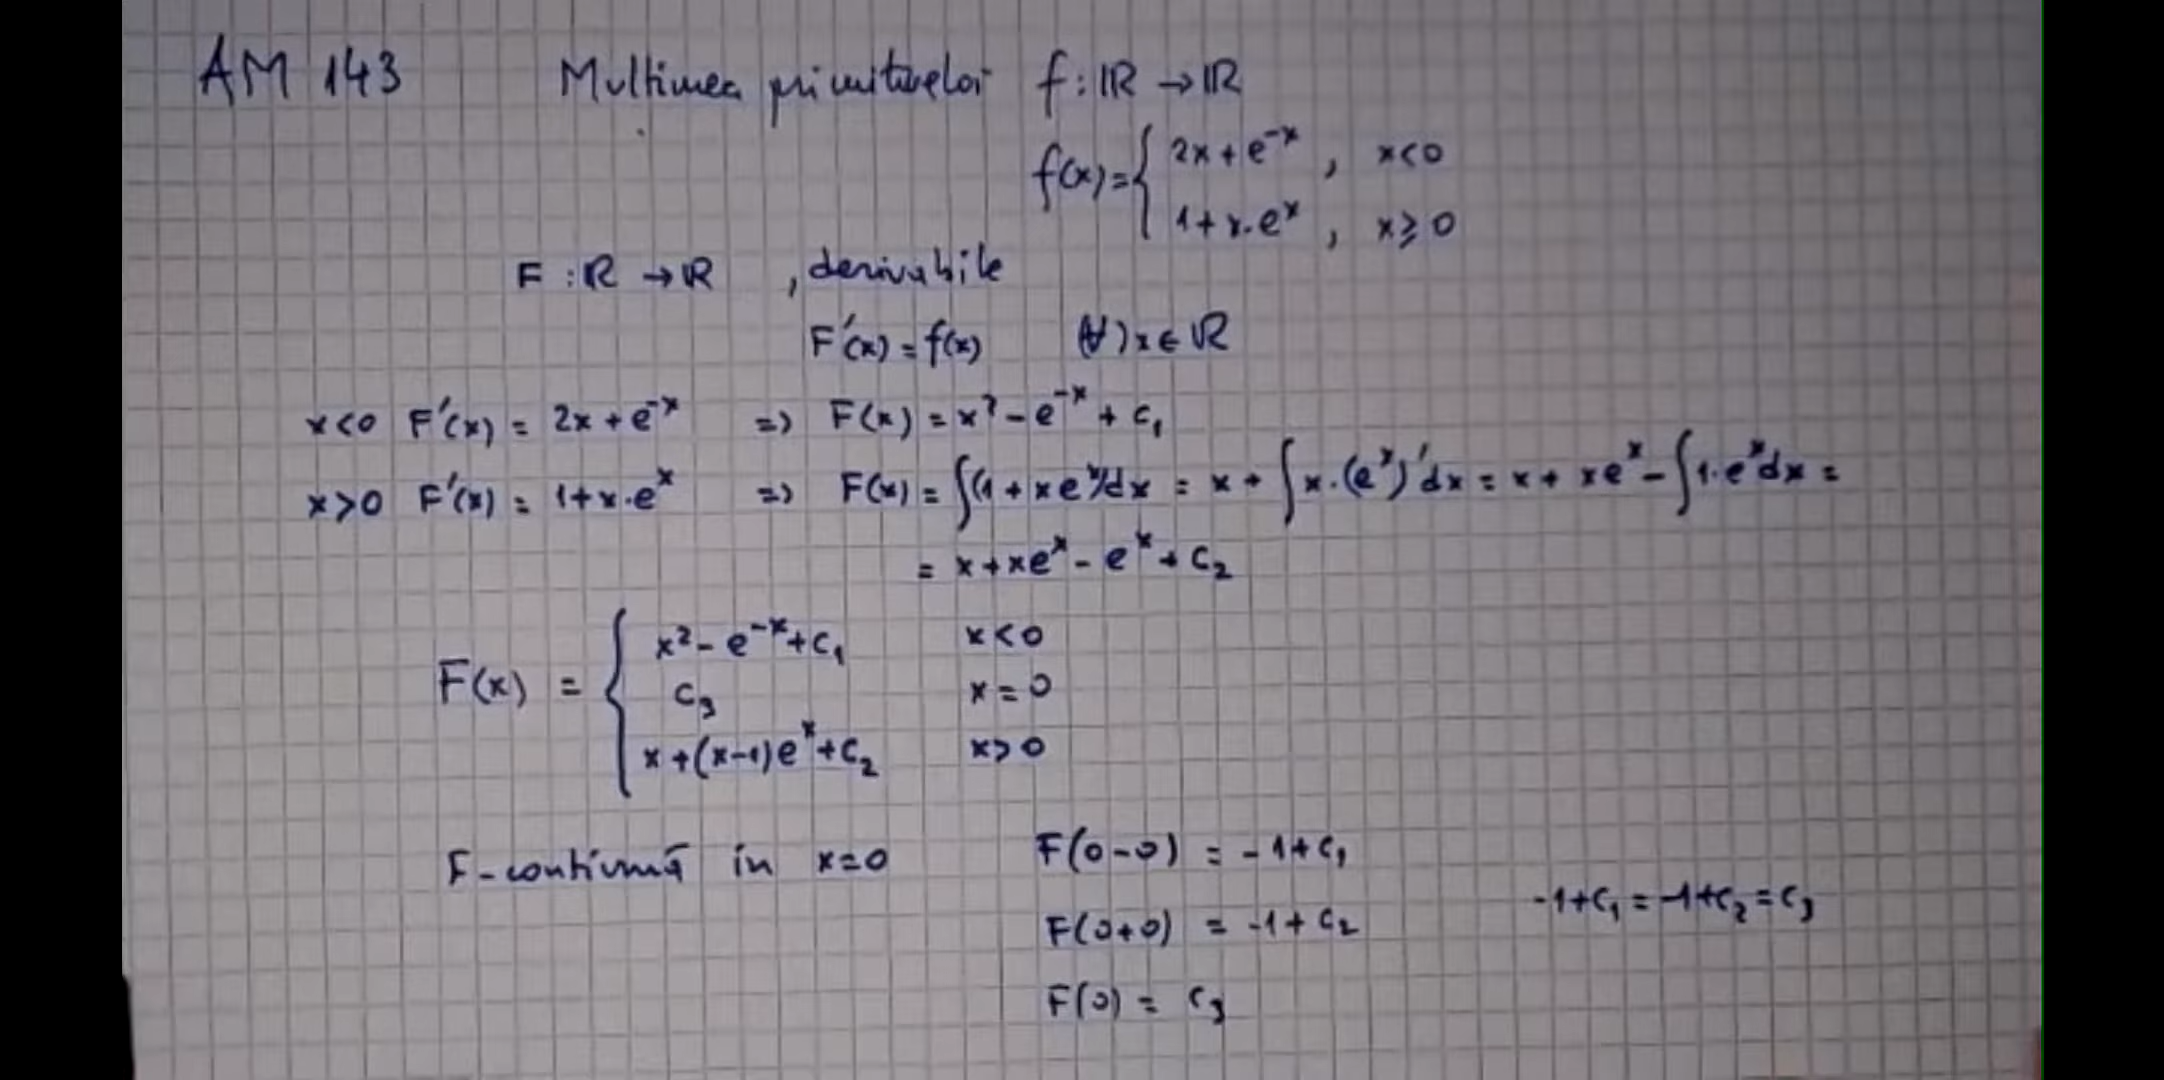 AM 143 Multimea primitivelor f : ℝ → ℝ
f(x) = { 2x + e^{-x} , x<0
1 + x·e^x , x ≥ 0
F : ℝ → ℝ , derivabile
F'(x) = f(x) (∀) x ∈ ℝ
x<0 F'(x) = 2x + e^{-x} => F(x) = x² - e^{-x} + C₁
x>0 F'(x) = 1 + x·e^x => F(x) = ∫(1 + xe^x)dx = x + ∫x·(e^x)'dx = x + xe^x - ∫1·e^x dx =
= x + xe^x - e^x + C₂
F(x) = { x² - e^{-x} + C₁ x<0
C₃ x = 0
x + (x-1)e^x + C₂ x>0
F - continuă în x=0 F(0-0) = -1 + C₁
-1+C₁ = -1+C₂ = C₃
F(0+0) = -1 + C₂
F(0) = C₃